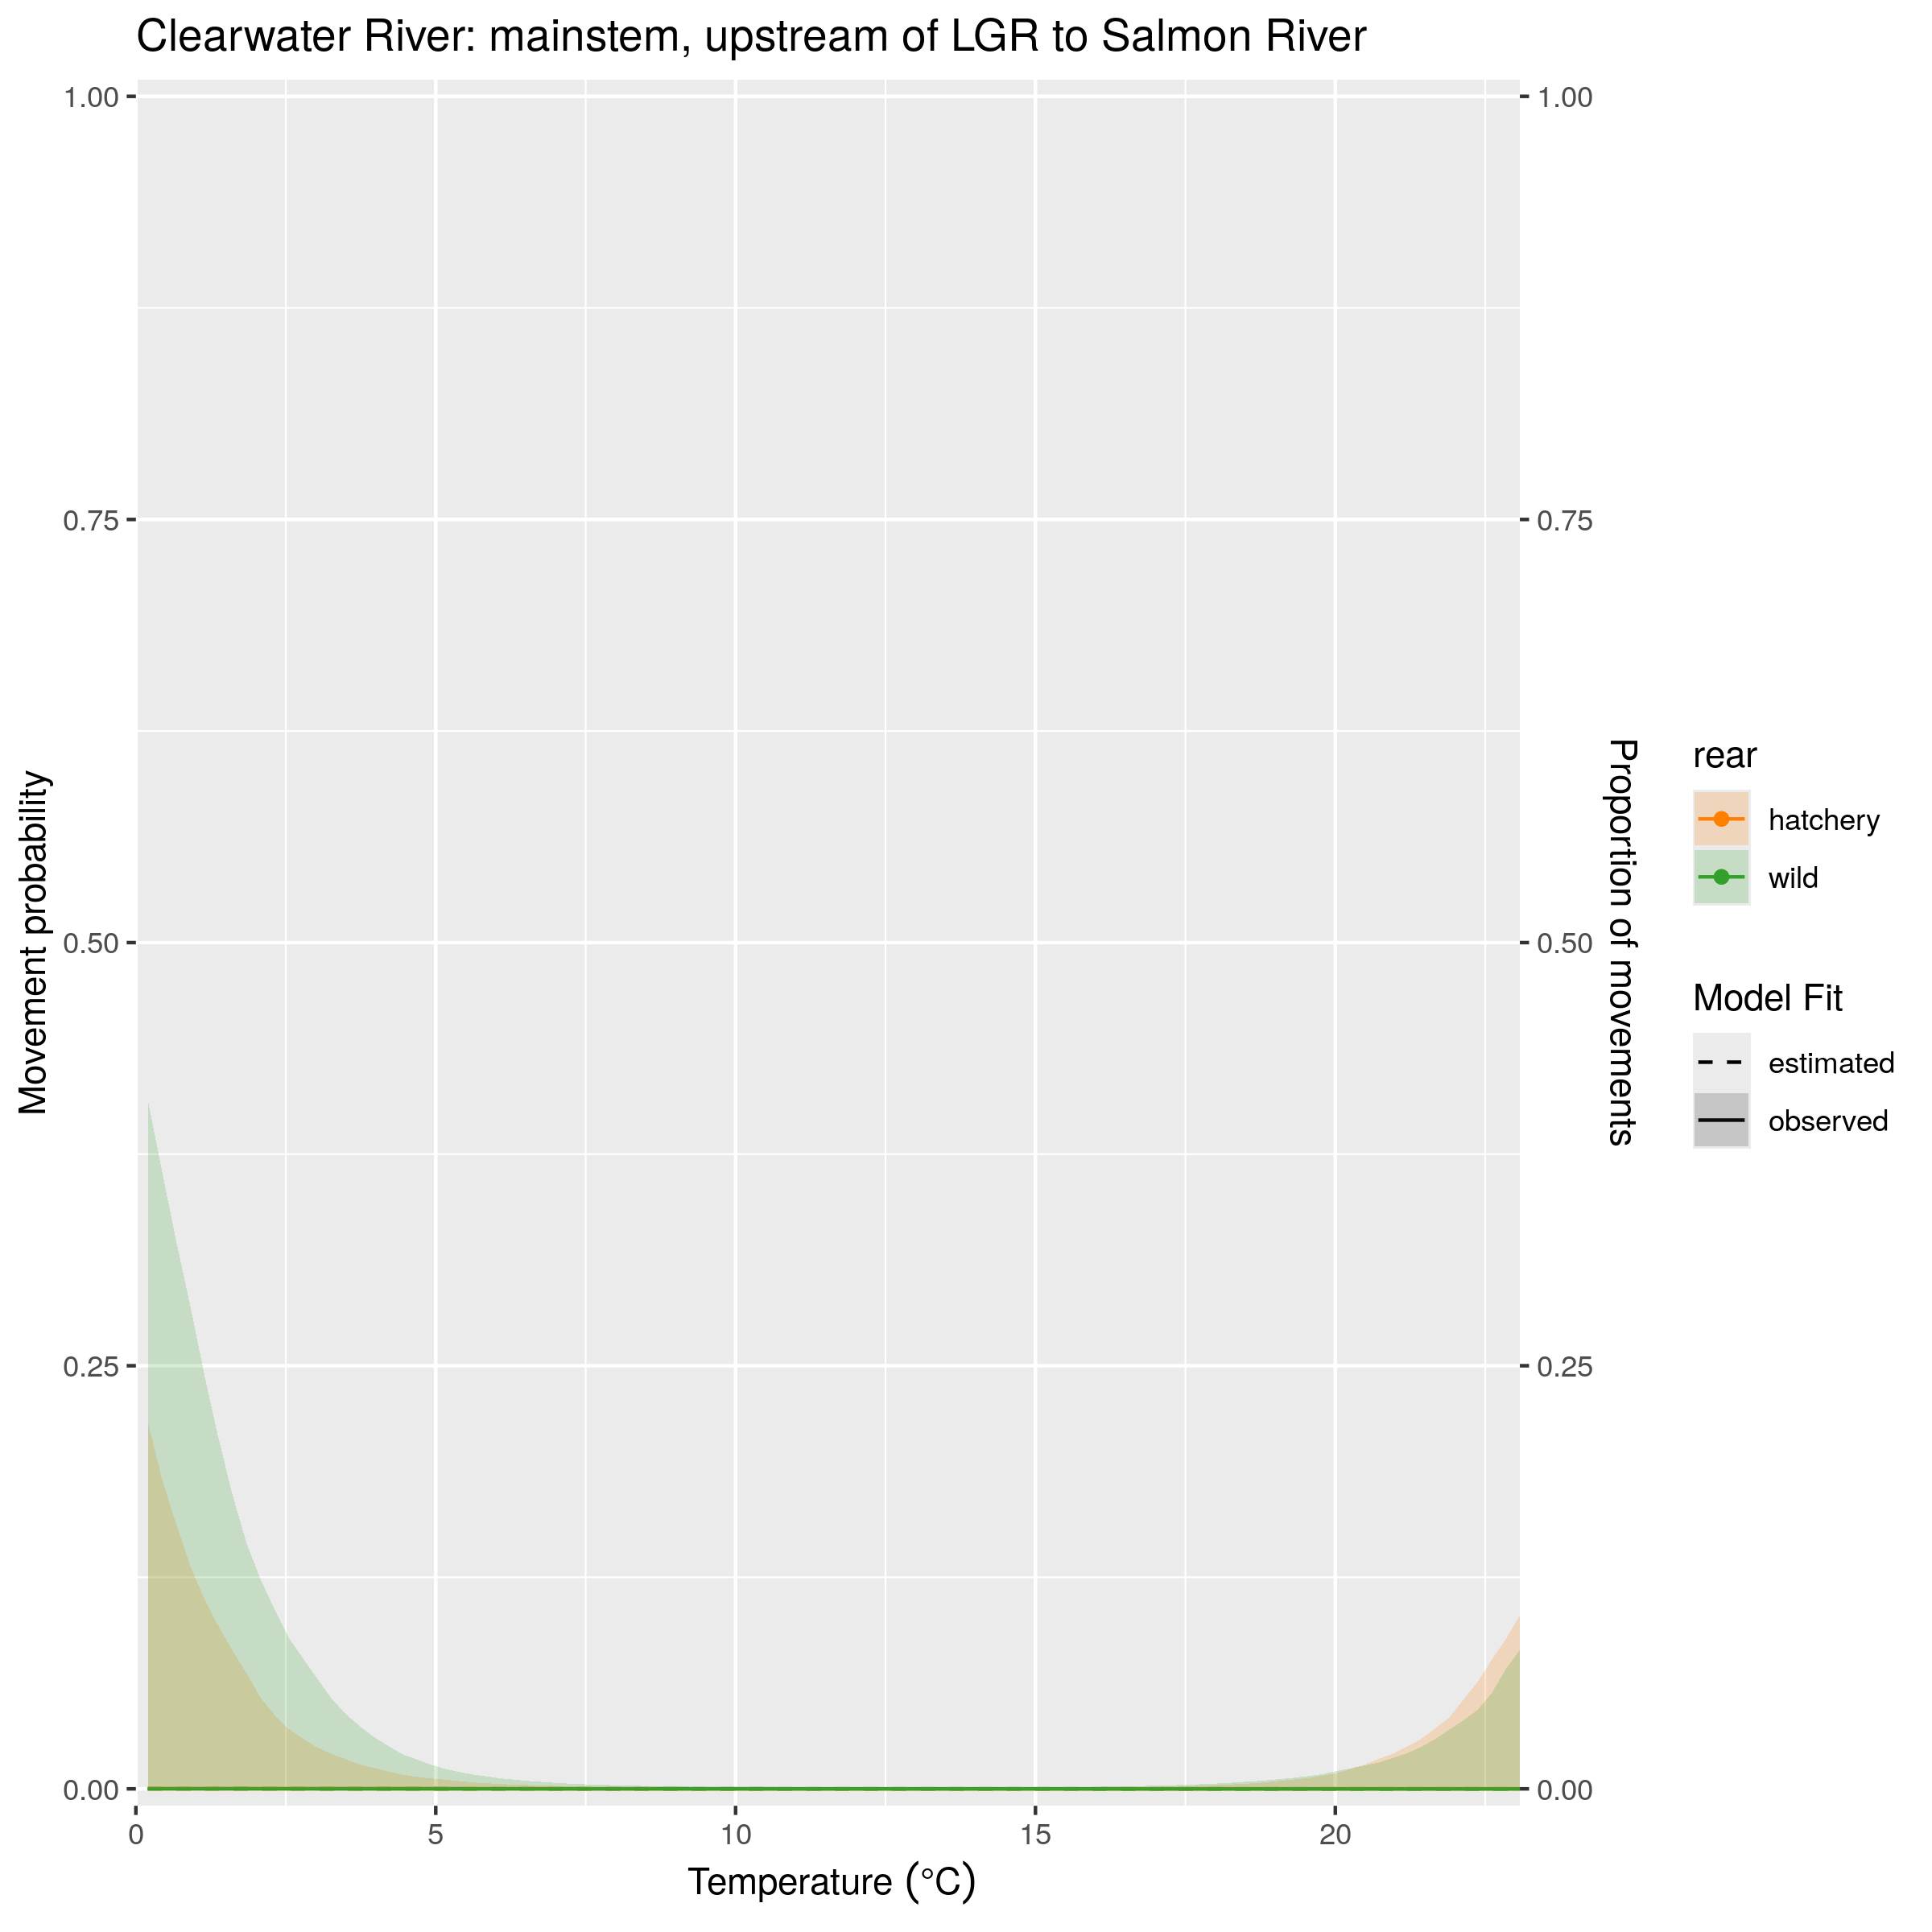 Clearwater River: mainstem, upstream of LGR to Salmon River
1.00
0.75
0.50
0.25
0.00
Movement probability
0
5
10
15
20
Temperature (°C)
1.00
0.75
0.50
0.25
0.00
Proportion of movements
rear
hatchery
wild
Model Fit
estimated
observed